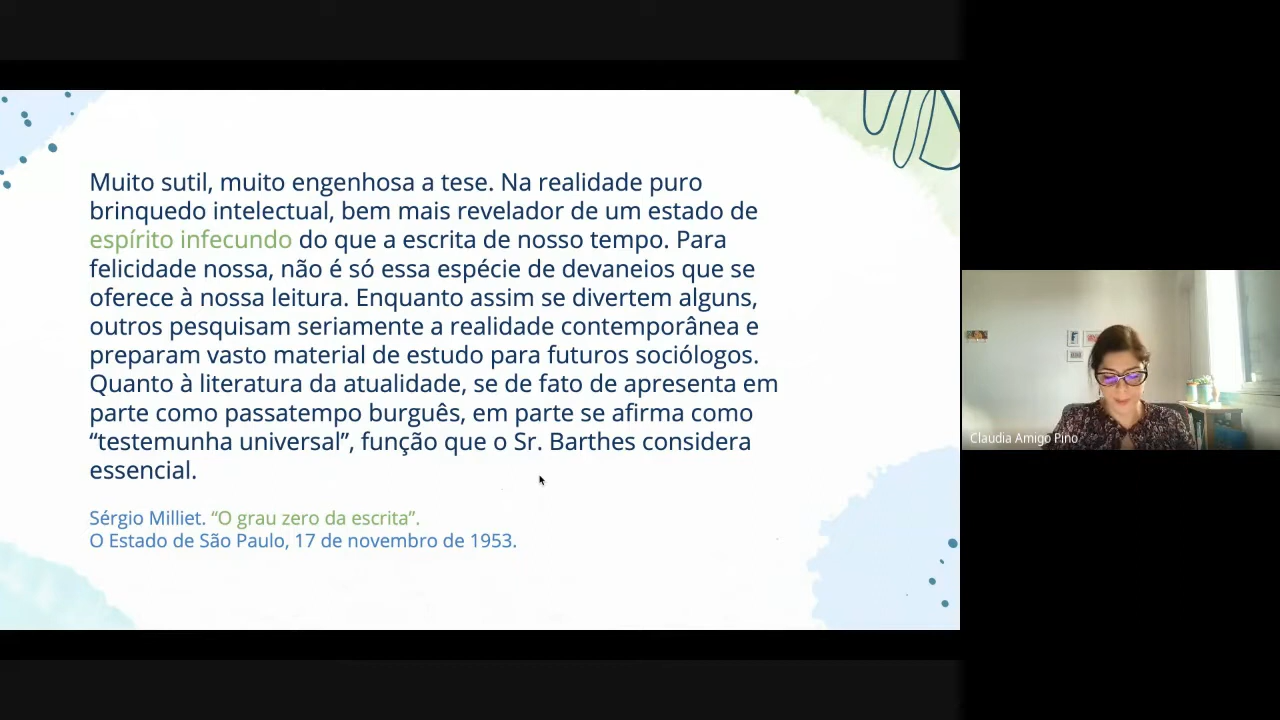 Muito sutil, muito engenhosa a tese. Na realidade puro
brinquedo intelectual, bem mais revelador de um estado de
espírito infecundo do que a escrita de nosso tempo. Para
felicidade nossa, não é só essa espécie de devaneios que se
oferece à nossa leitura. Enquanto assim se divertem alguns,
outros pesquisam seriamente a realidade contemporânea e
preparam vasto material de estudo para futuros sociólogos.
Quanto à literatura da atualidade, se de fato de apresenta em
parte como passatempo burguês, em parte se afirma como
“testemunha universal”, função que o Sr. Barthes considera
essencial.
Sérgio Milliet. “O grau zero da escrita”.
O Estado de São Paulo, 17 de novembro de 1953.
Claudia Amigo Pino